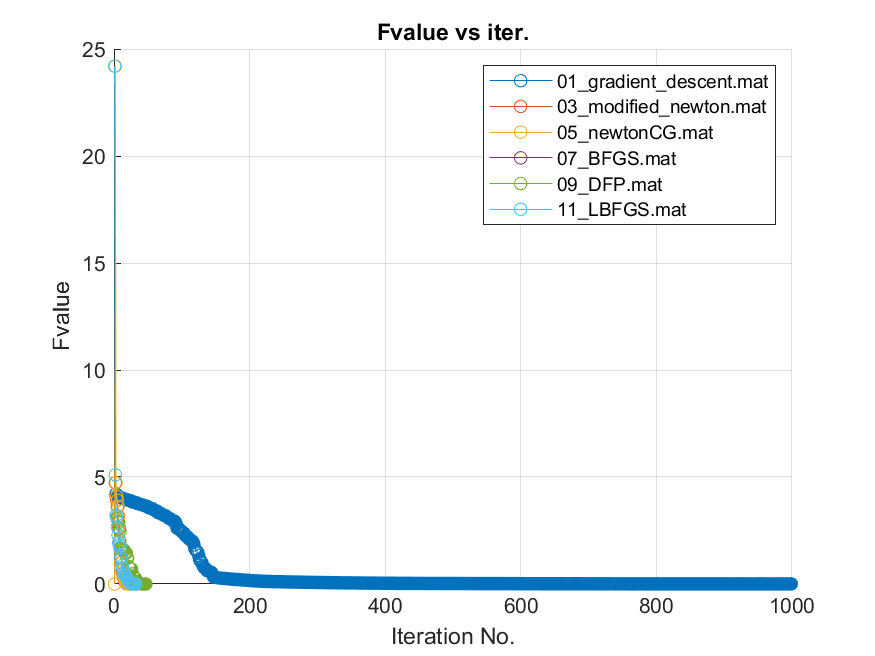 Fvalue vs iter.
25
20
15
10
5
0
Fvalue
01_gradient_descent.mat
03_modified_newton.mat
05_newtonCG.mat
07_BFGS.mat
09_DFP.mat
11_LBFGS.mat
0
200
400
600
800
1000
Iteration No.